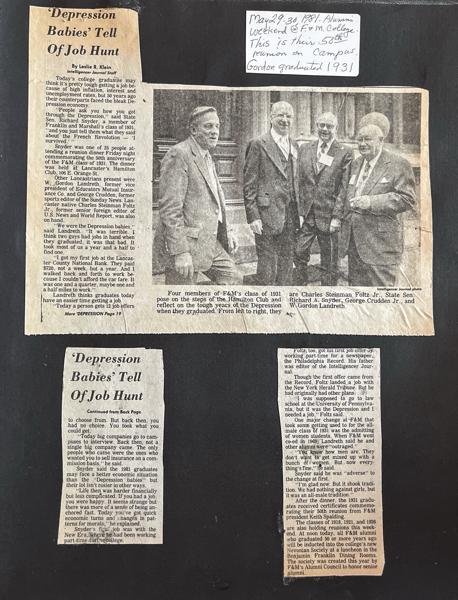 'Depression
Babies' Tell
Of Job Hunt
By Leslie R. Klein
Intelligencer Journal Staff
Today's college graduate may
think it's pretty tough getting a job be-
cause of high inflation, interest and
unemployment rates, but 50 years ago
their counterparts faced the bleak De-
pression economy.
"People ask you how you got
through the Depression," said State
Sen. Richard Snyder, a member of
Franklin and Marshall's class of 1931,
"and you just tell them what they said
about the French Revolution — 'I
survived.'"
Snyder was one of 35 people at-
tending a reunion dinner Friday night
commemorating the 50th anniversary
of the F&M class of 1931. The dinner
was held at Lancaster's Hamilton
Club, 106 E. Orange St.
Other Lancastrians present were
W. Gordon Landreth, former vice
president of Educators Mutual Insur-
ance Co. and George Crudden, former
sports editor of the Sunday News. Lan-
caster native Charles Steinman Foltz
Jr., former senior foreign editor of
U.S. News and World Report, was also
on hand.
"We were the Depression babies,"
said Landreth. "It was terrible. I
think two guys had jobs in hand when
they graduated, it was that bad. It
took most of us a year and a half to
find one.
"I got my first job at the Lancas-
ter County National Bank. They paid
$720, not a week, but a year. And I
walked back and forth to work be-
cause I couldn't afford the car fare. It
was one and a quarter, maybe one and
a half miles to work."
Landreth thinks graduates today
have an easier time getting a job.
"Today a person gets 12 job offers
More 'DEPRESSION Page 19
May 29-30, 1981. Alumni
weekend @ F & M College.
This is their 50th
reunion on Campus.
Gordon graduated 1931
Intelligencer Journal photo
Four members of F&M's class of 1931
pose on the steps of the Hamilton Club and
reflect on the tough years of the Depression
when they graduated. From left to right, they
are Charles Steinman Foltz Jr., State Sen.
Richard A. Snyder, George Crudden Jr., and
W. Gordon Landreth.
'Depression
Babies' Tell
Of Job Hunt
Continued from Back Page
to choose from. But back then, you
had no choice. You took what you
could get.
"Today big companies go to cam-
puses to interview. Back then, not a
single big company came. The only
people who came were the ones who
wanted you to sell insurance on a com-
mission basis," he said.
Snyder said the 1981 graduates
may face a better economic situation
than the "Depression babies" but
their lot isn't easier in other ways.
"Life then was harder financially
but less complicated. If you had a job
you were happy. It seems strange but
there was more of a sense of being an-
chored fast. Today you've got quick
economic turns and changes in pat-
terns for morals," he explained.
Snyder's first job was with the
New Era, where he had been working
part-time during college.
Foltz, too, got his first job offer by
working part-time for a newspaper,
the Philadelphia Record. His father
was editor of the Intelligencer Jour-
nal.
Though the first offer came from
the Record, Foltz landed a job with
the New York Herald Tribune. But he
had originally had other plans.
"I was supposed to go to law
school at the University of Pennsylva-
nia, but it was the Depression and I
needed a job," Foltz said.
One major change at F&M that
took some getting used to for the all-
male class of 1931 was the admitting
of women students. When F&M went
co-ed in 1969, Landreth said he and
other alumni were "outraged."
"You know how men are. They
don't want to get mixed up with a
bunch of women. But now every-
thing's fine," he said.
Snyder said he was "adverse" to
the change at first.
"I'm glad now. But it shook tradi-
tion. We had nothing against girls, but
it was an all-male tradition."
After the dinner, the 1931 gradu-
ates received certificates commemo-
rating their 50th reunion from F&M
president Keith Spalding.
are also holding reunions this week-
end. At noon today, all F&M alumni
who graduated 50 or more years ago
will be inducted into the college's new
Nevonian Society at a luncheon in the
Benjamin Franklin Dining Rooms.
The society was created this year by
F&M's Alumni Council to honor senior
alumni.